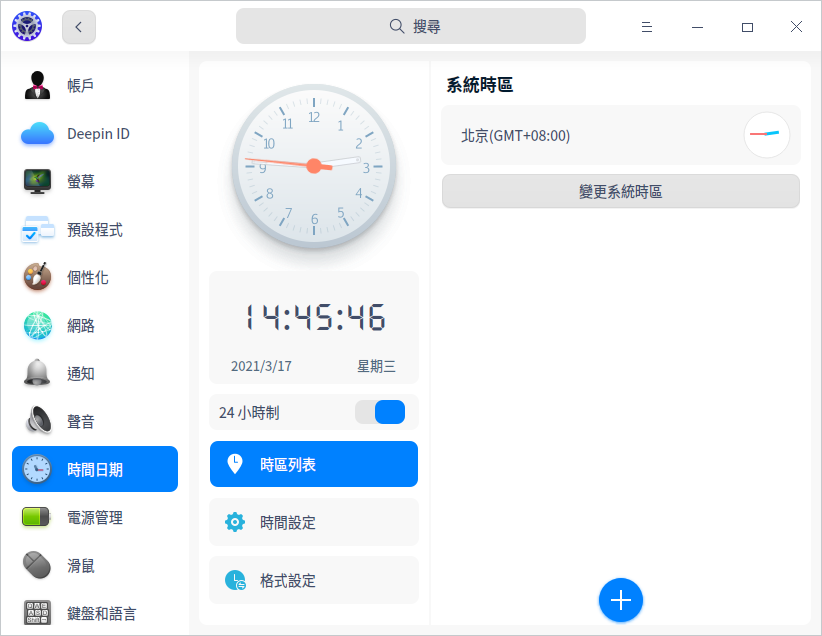 搜尋
帳戶
Deepin ID
螢幕
預設程式
個性化
網路
通知
聲音
時間日期
電源管理
滑鼠
鍵盤和語言
12
1
2
3
4
5
6
7
8
9
10
11
14:45:46
2021/3/17 星期三
24 小時制
時區列表
時間設定
格式設定
系統時區
北京(GMT+08:00)
變更系統時區